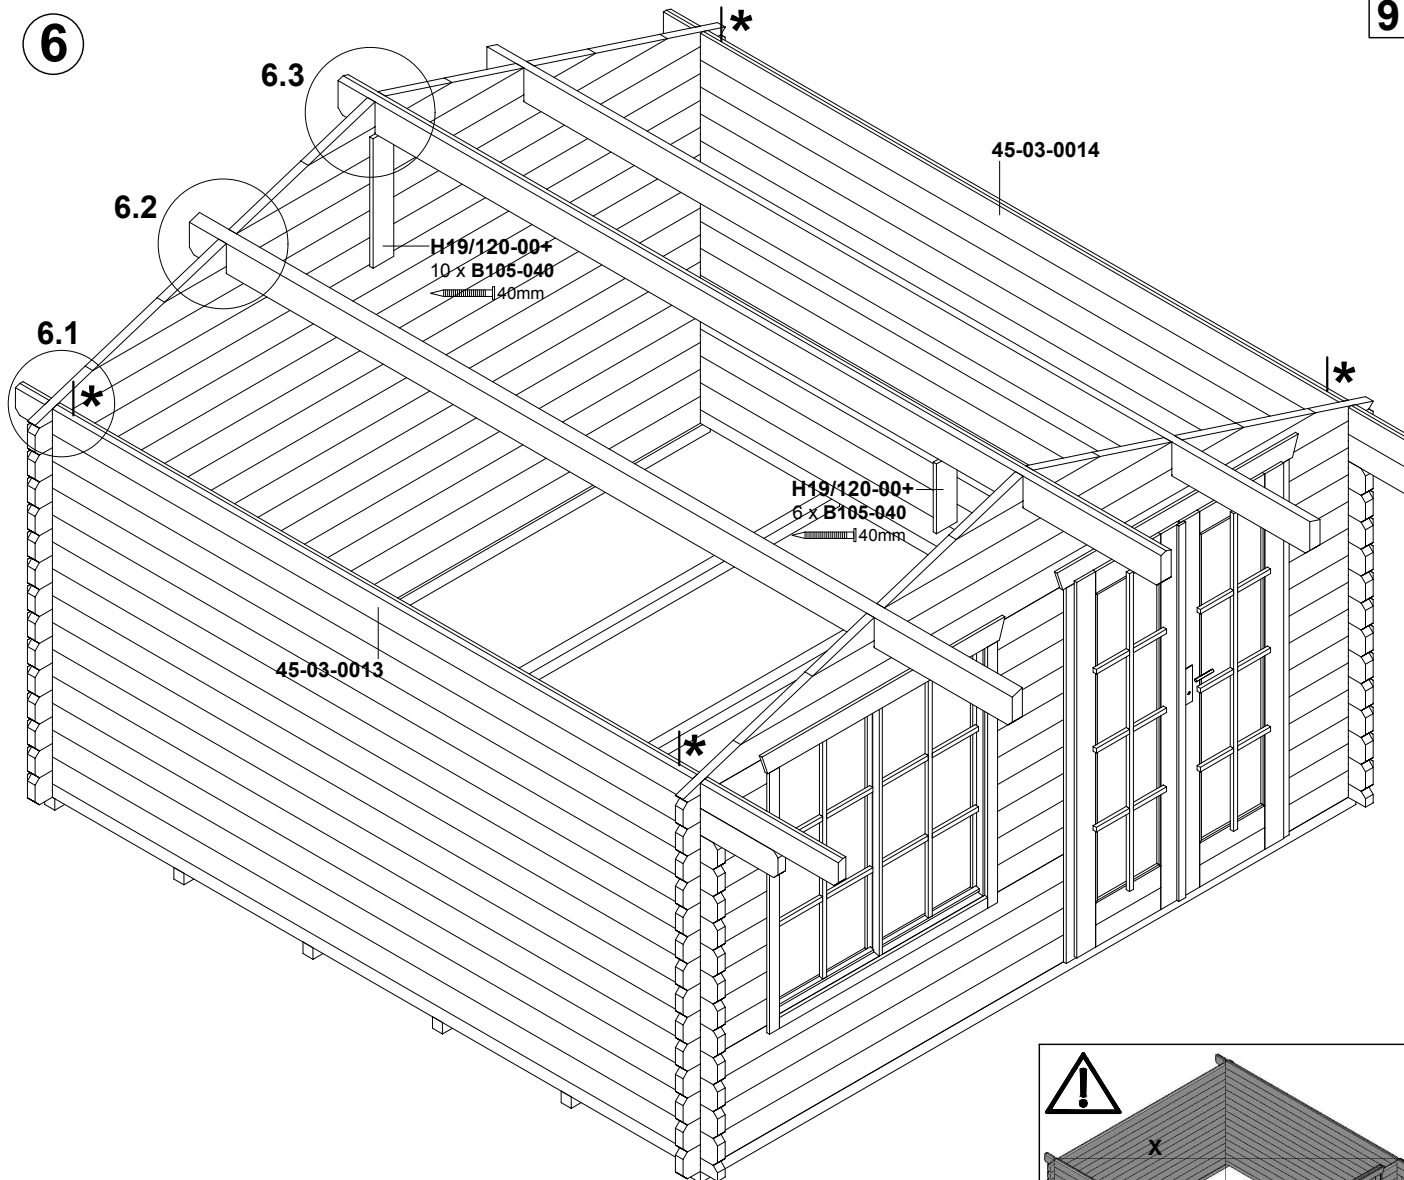 6
9
*
6.3
45-03-0014
6.2
H19/120-00+
10 x B105-040
40mm
6.1
*
*
H19/120-00+
6 x B105-040
40mm
45-03-0013
*
!
X